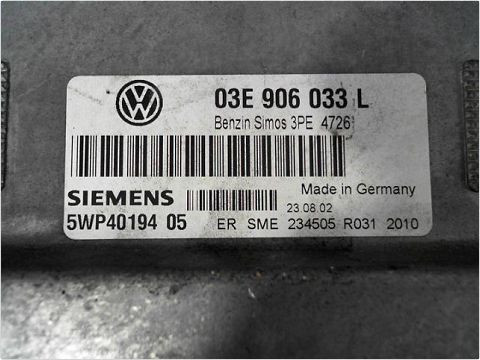 03E 906 033 L
Benzin Simos 3PE 4726
SIEMENS
Made in Germany
23.08.02
5WP40194 05
ER SME 234505 R031 2010